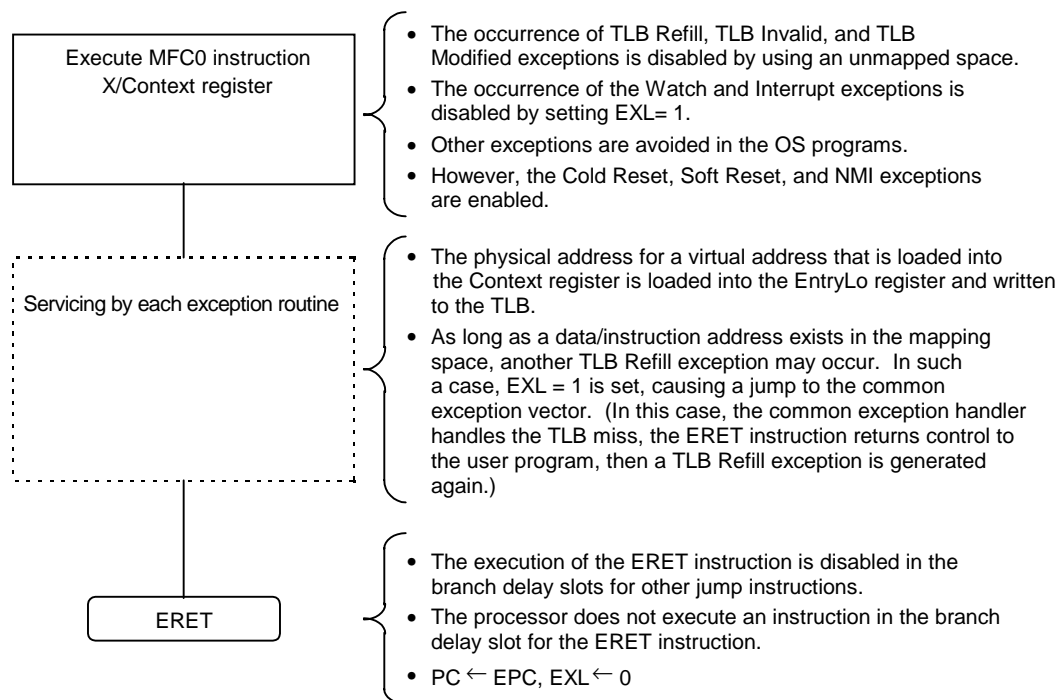 Execute MFC0 instruction
X/Context register
• The occurrence of TLB Refill, TLB Invalid, and TLB
Modified exceptions is disabled by using an unmapped space.
• The occurrence of the Watch and Interrupt exceptions is
disabled by setting EXL= 1.
• Other exceptions are avoided in the OS programs.
• However, the Cold Reset, Soft Reset, and NMI exceptions
are enabled.
Servicing by each exception routine
• The physical address for a virtual address that is loaded into
the Context register is loaded into the EntryLo register and written
to the TLB.
• As long as a data/instruction address exists in the mapping
space, another TLB Refill exception may occur. In such
a case, EXL = 1 is set, causing a jump to the common
exception vector. (In this case, the common exception handler
handles the TLB miss, the ERET instruction returns control to
the user program, then a TLB Refill exception is generated
again.)
ERET
• The execution of the ERET instruction is disabled in the
branch delay slots for other jump instructions.
• The processor does not execute an instruction in the branch
delay slot for the ERET instruction.
• PC ← EPC, EXL ← 0